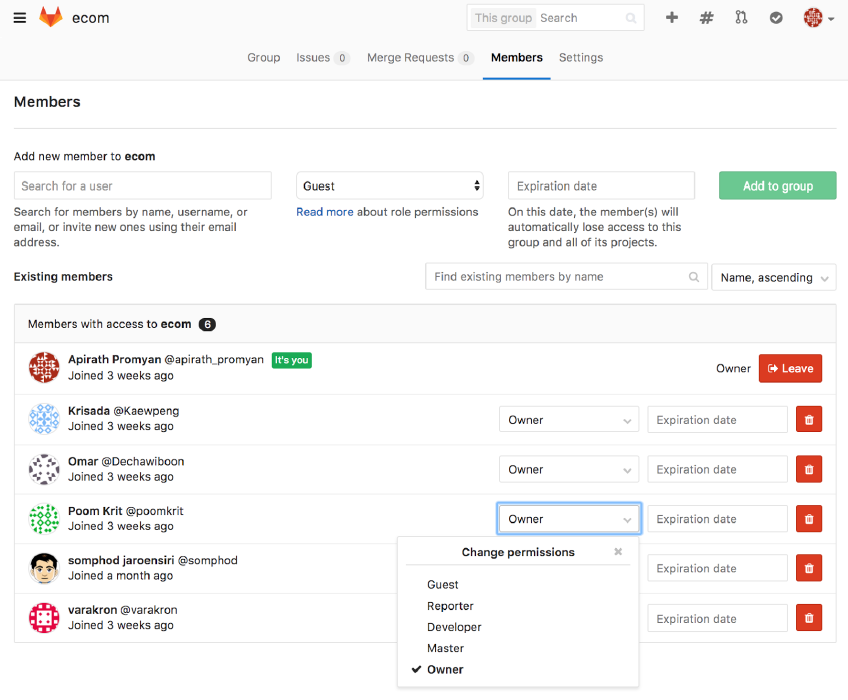 ecom
This group Search
Group Issues 0 Merge Requests 0 Members Settings
Members
Add new member to ecom
Search for a user
Guest
Expiration date
Add to group
Search for members by name, username, or
email, or invite new ones using their email
address.
Read more about role permissions
On this date, the member(s) will
automatically lose access to this
group and all of its projects.
Existing members
Find existing members by name
Name, ascending
Members with access to ecom 6
Apirath Promyan @apirath_promyan It's you
Joined 3 weeks ago
Owner
Leave
Krisada @Kaewpeng
Joined 3 weeks ago
Owner
Expiration date
Omar @Dechawiboon
Joined 3 weeks ago
Owner
Expiration date
Poom Krit @poomkrit
Joined 3 weeks ago
Owner
Expiration date
somphod jaroensiri @somphod
Joined a month ago
Expiration date
varakron @varakron
Joined 3 weeks ago
Expiration date
Change permissions
Guest
Reporter
Developer
Master
Owner